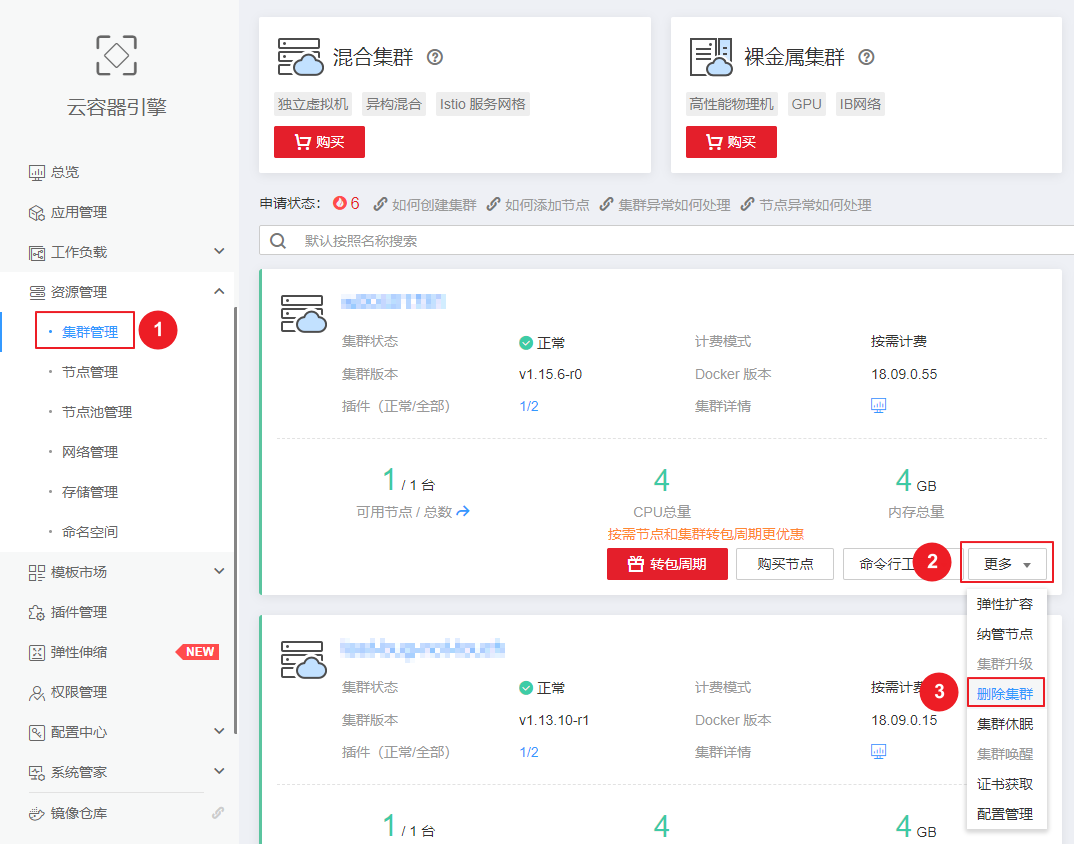 云容器引擎
总览
应用管理
工作负载
资源管理
集群管理
1
节点管理
节点池管理
网络管理
存储管理
命名空间
模板市场
插件管理
弹性伸缩
NEW
权限管理
配置中心
系统管家
镜像仓库
混合集群 ?
独立虚拟机 异构混合 Istio 服务网格
购买
裸金属集群 ?
高性能物理机 GPU IB网络
购买
申请状态： 6 如何创建集群 如何添加节点 集群异常如何处理 节点异常如何处理
默认按照名称搜索
集群状态 正常 计费模式 按需计费
集群版本 v1.15.6-r0 Docker 版本 18.09.0.55
插件（正常/全部） 1/2 集群详情
1 / 1 台 4 4 GB
可用节点 / 总数 CPU总量 内存总量
按需节点和集群转包周期更优惠
转包周期 购买节点 命令行工 2 更多
弹性扩容
纳管节点
集群升级
3 删除集群
集群休眠
集群唤醒
证书获取
配置管理
集群状态 正常 计费模式 按需计费
集群版本 v1.13.10-r1 Docker 版本 18.09.0.15
插件（正常/全部） 1/2 集群详情
1 / 1 台 4 4 GB